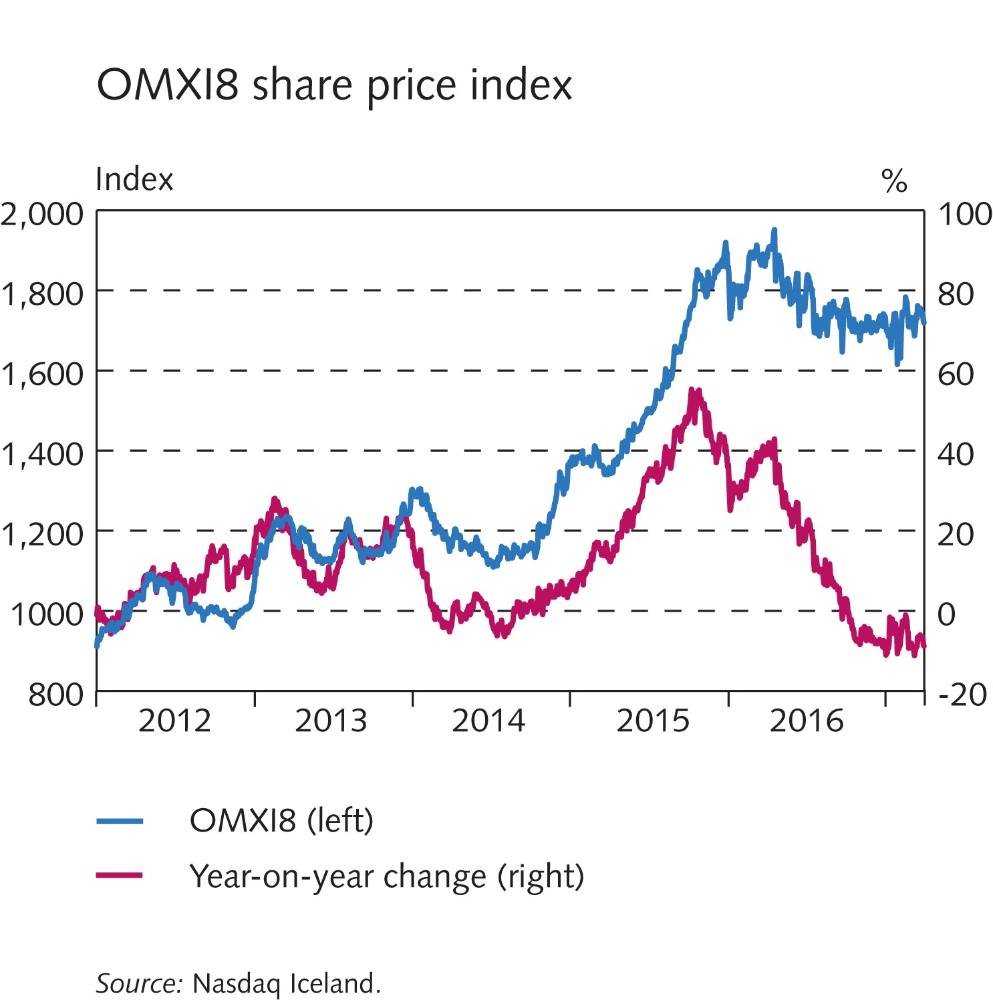 OMXI8 share price index
Index %
2,000 100
1,800 80
1,600 60
1,400 40
1,200 20
1000 0
800 -20
2012 2013 2014 2015 2016
OMXI8 (left)
Year-on-year change (right)
Source: Nasdaq Iceland.